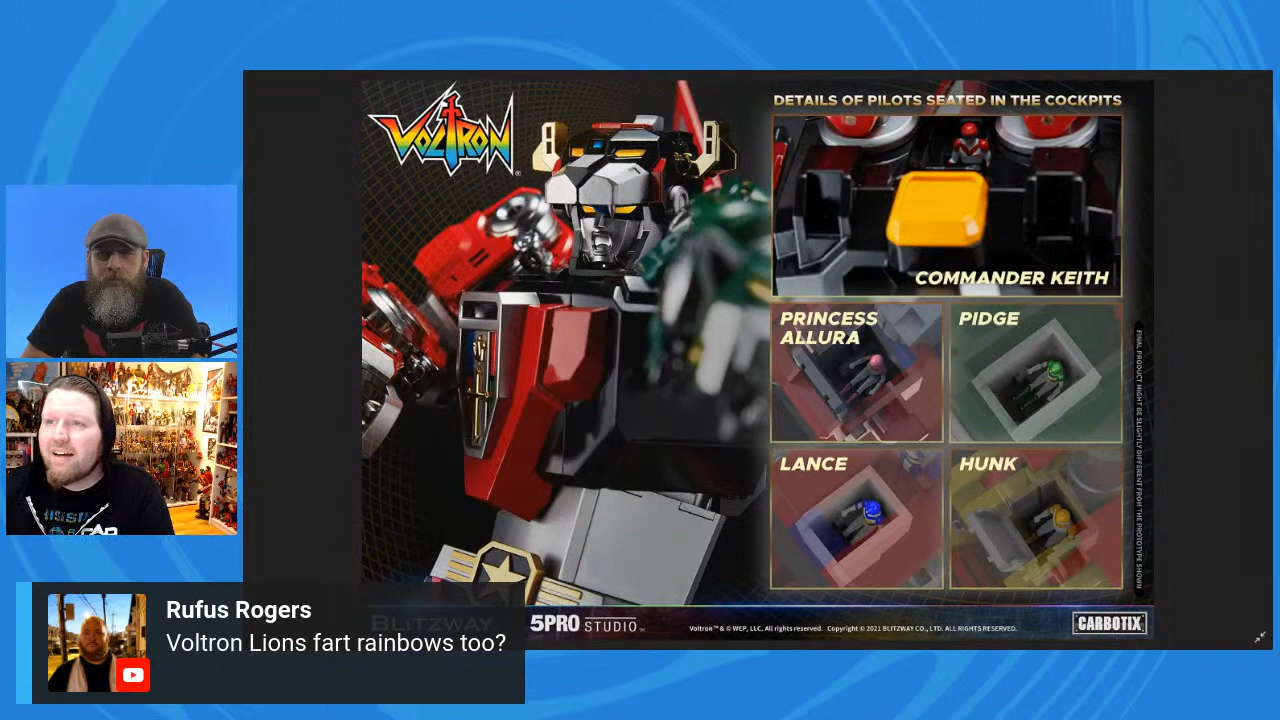 VOLTRON
®
DETAILS OF PILOTS SEATED IN THE COCKPITS
COMMANDER KEITH
PRINCESS
ALLURA
PIDGE
LANCE
HUNK
FINAL PRODUCT MIGHT BE SLIGHTLY DIFFERENT FROM THE PROTOTYPE SHOWN
BLITZWAY
5PRO STUDIO™
Voltron™ & © WEP, LLC. All rights reserved. Copyright © 2021 BLITZWAY CO., LTD. ALL RIGHTS RESERVED.
CARBOTIX
Rufus Rogers
Voltron Lions fart rainbows too?